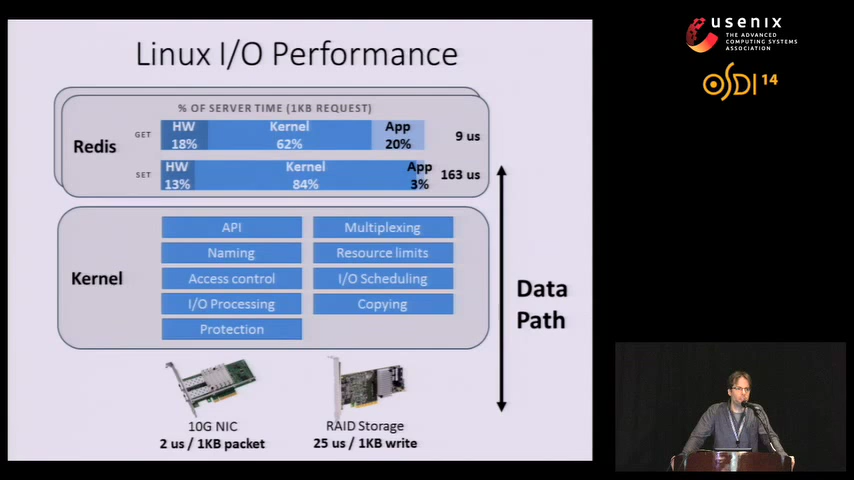 Linux I/O Performance
% OF SERVER TIME (1KB REQUEST)
Redis
GET
HW
18%
Kernel
62%
App
20%
9 us
SET
HW
13%
Kernel
84%
App
3%
163 us
Kernel
API
Multiplexing
Naming
Resource limits
Access control
I/O Scheduling
I/O Processing
Copying
Protection
Data
Path
10G NIC
2 us / 1KB packet
RAID Storage
25 us / 1KB write
usenix
THE ADVANCED
COMPUTING SYSTEMS
ASSOCIATION
OSDI 14